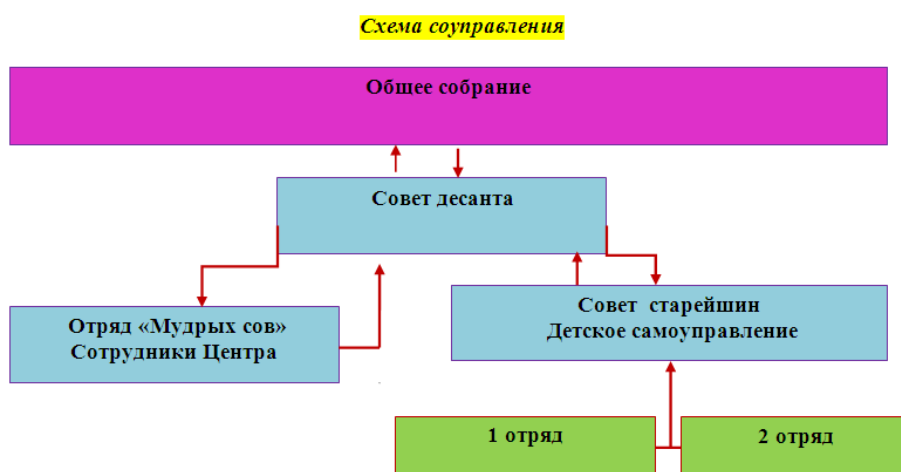 Схема соуправления
Общее собрание
Совет десанта
Отряд «Мудрых сов»
Сотрудники Центра
Совет старейшин
Детское самоуправление
1 отряд
2 отряд